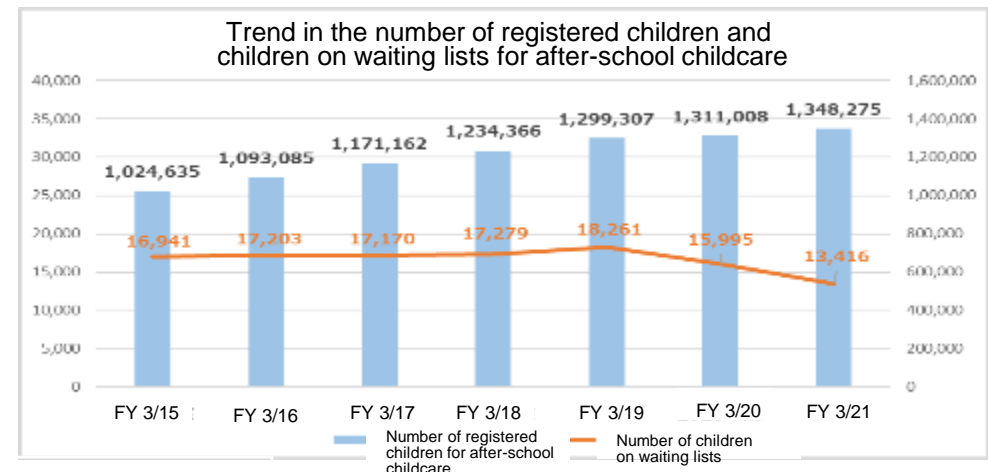 Trend in the number of registered children and
children on waiting lists for after-school childcare
40,000
35,000
30,000
25,000
20,000
15,000
10,000
5,000
0
1,600,000
1,400,000
1,200,000
1,000,000
800,000
600,000
400,000
200,000
0
1,024,635
1,093,085
1,171,162
1,234,366
1,299,307
1,311,008
1,348,275
16,941
17,203
17,170
17,279
18,261
15,995
13,416
FY 3/15
FY 3/16
FY 3/17
FY 3/18
FY 3/19
FY 3/20
FY 3/21
Number of registered
children for after-school
childcare
Number of children
on waiting lists